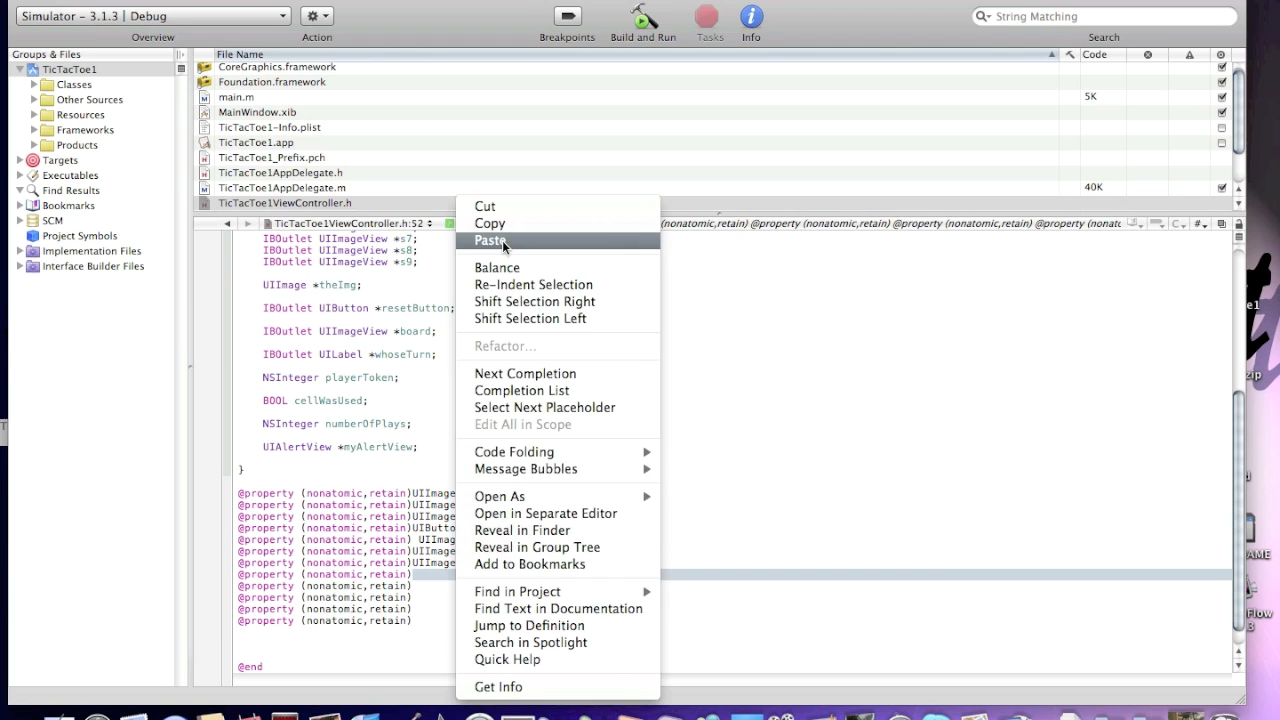 Simulator – 3.1.3 | Debug
String Matching
Overview
Action
Breakpoints
Build and Run
Tasks
Info
Search
Groups & Files
File Name
Code
TicTacToe1
Classes
Other Sources
Resources
Frameworks
Products
Targets
Executables
Find Results
Bookmarks
SCM
Project Symbols
Implementation Files
Interface Builder Files
CoreGraphics.framework
Foundation.framework
main.m 5K
MainWindow.xib
TicTacToe1-Info.plist
TicTacToe1.app
TicTacToe1_Prefix.pch
TicTacToe1AppDelegate.h
TicTacToe1AppDelegate.m 40K
TicTacToe1ViewController.h
TicTacToe1ViewController.h:52
(nonatomic,retain) @property (nonatomic,retain) @property (nonatomic,retain) @property (nonatc
IBOutlet UIImageView *s7;
IBOutlet UIImageView *s8;
IBOutlet UIImageView *s9;
UIImage *theImg;
IBOutlet UIButton *resetButton;
IBOutlet UIImageView *board;
IBOutlet UILabel *whoseTurn;
NSInteger playerToken;
BOOL cellWasUsed;
NSInteger numberOfPlays;
UIAlertView *myAlertView;
}
@property (nonatomic,retain)UIImage
@property (nonatomic,retain)UIImage
@property (nonatomic,retain)UIImage
@property (nonatomic,retain)UIButto
@property (nonatomic,retain) UIImag
@property (nonatomic,retain)UIImage
@property (nonatomic,retain)UIImage
@property (nonatomic,retain)
@property (nonatomic,retain)
@property (nonatomic,retain)
@property (nonatomic,retain)
@property (nonatomic,retain)
@end
Cut
Copy
Paste
Balance
Re-Indent Selection
Shift Selection Right
Shift Selection Left
Refactor...
Next Completion
Completion List
Select Next Placeholder
Edit All in Scope
Code Folding
Message Bubbles
Open As
Open in Separate Editor
Reveal in Finder
Reveal in Group Tree
Add to Bookmarks
Find in Project
Find Text in Documentation
Jump to Definition
Search in Spotlight
Quick Help
Get Info
e1
zip
AME
Flow
3